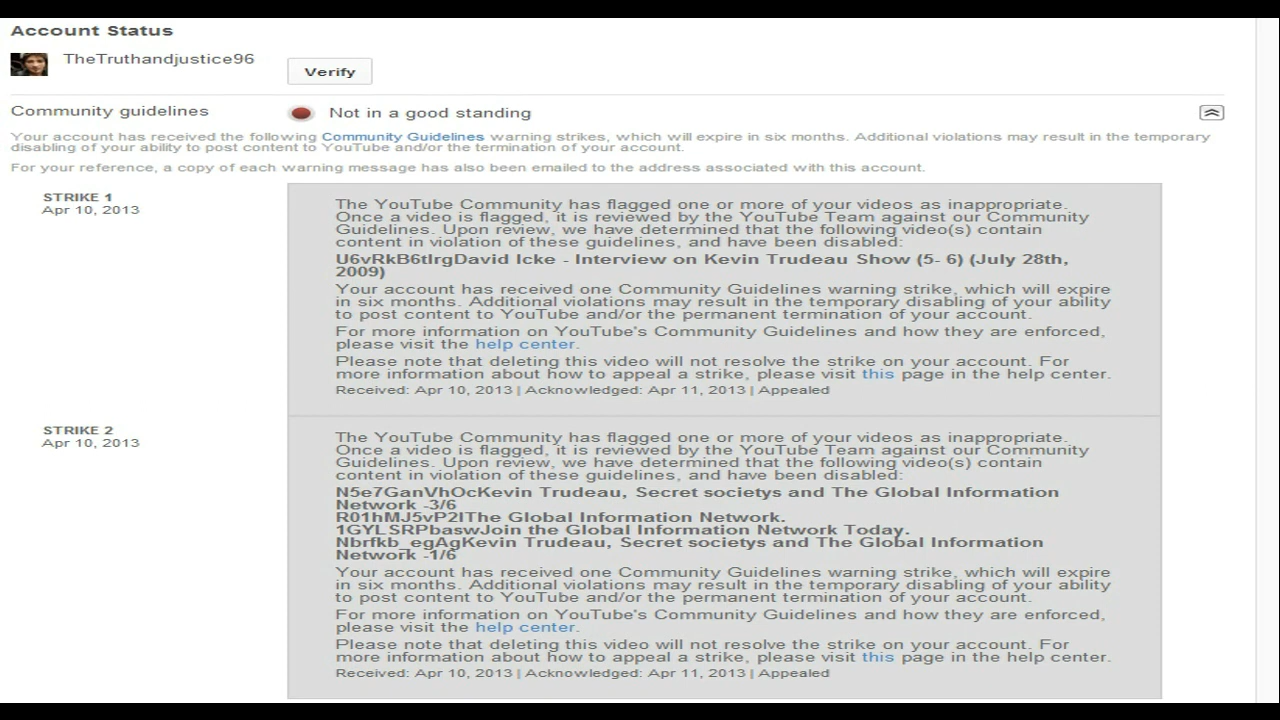 Account Status
TheTruthandjustice96
Verify
Community guidelines
Not in a good standing
Your account has received the following Community Guidelines warning strikes, which will expire in six months. Additional violations may result in the temporary
disabling of your ability to post content to YouTube and/or the termination of your account.
For your reference, a copy of each warning message has also been emailed to the address associated with this account.
STRIKE 1
Apr 10, 2013
The YouTube Community has flagged one or more of your videos as inappropriate.
Once a video is flagged, it is reviewed by the YouTube Team against our Community
Guidelines. Upon review, we have determined that the following video(s) contain
content in violation of these guidelines, and have been disabled:
U6vRkB6tlrgDavid Icke - Interview on Kevin Trudeau Show (5- 6) (July 28th,
2009)
Your account has received one Community Guidelines warning strike, which will expire
in six months. Additional violations may result in the temporary disabling of your ability
to post content to YouTube and/or the permanent termination of your account.
For more information on YouTube's Community Guidelines and how they are enforced,
please visit the help center.
Please note that deleting this video will not resolve the strike on your account. For
more information about how to appeal a strike, please visit this page in the help center.
Received: Apr 10, 2013 | Acknowledged: Apr 11, 2013 | Appealed
STRIKE 2
Apr 10, 2013
The YouTube Community has flagged one or more of your videos as inappropriate.
Once a video is flagged, it is reviewed by the YouTube Team against our Community
Guidelines. Upon review, we have determined that the following video(s) contain
content in violation of these guidelines, and have been disabled:
N5e7GanVhOcKevin Trudeau, Secret societys and The Global Information
Network -3/6
R01hMJ5vP2IThe Global Information Network.
1GYLSRPbaswJoin the Global Information Network Today.
Nbrfkb_egAgKevin Trudeau, Secret societys and The Global Information
Network -1/6
Your account has received one Community Guidelines warning strike, which will expire
in six months. Additional violations may result in the temporary disabling of your ability
to post content to YouTube and/or the permanent termination of your account.
For more information on YouTube's Community Guidelines and how they are enforced,
please visit the help center.
Please note that deleting this video will not resolve the strike on your account. For
more information about how to appeal a strike, please visit this page in the help center.
Received: Apr 10, 2013 | Acknowledged: Apr 11, 2013 | Appealed